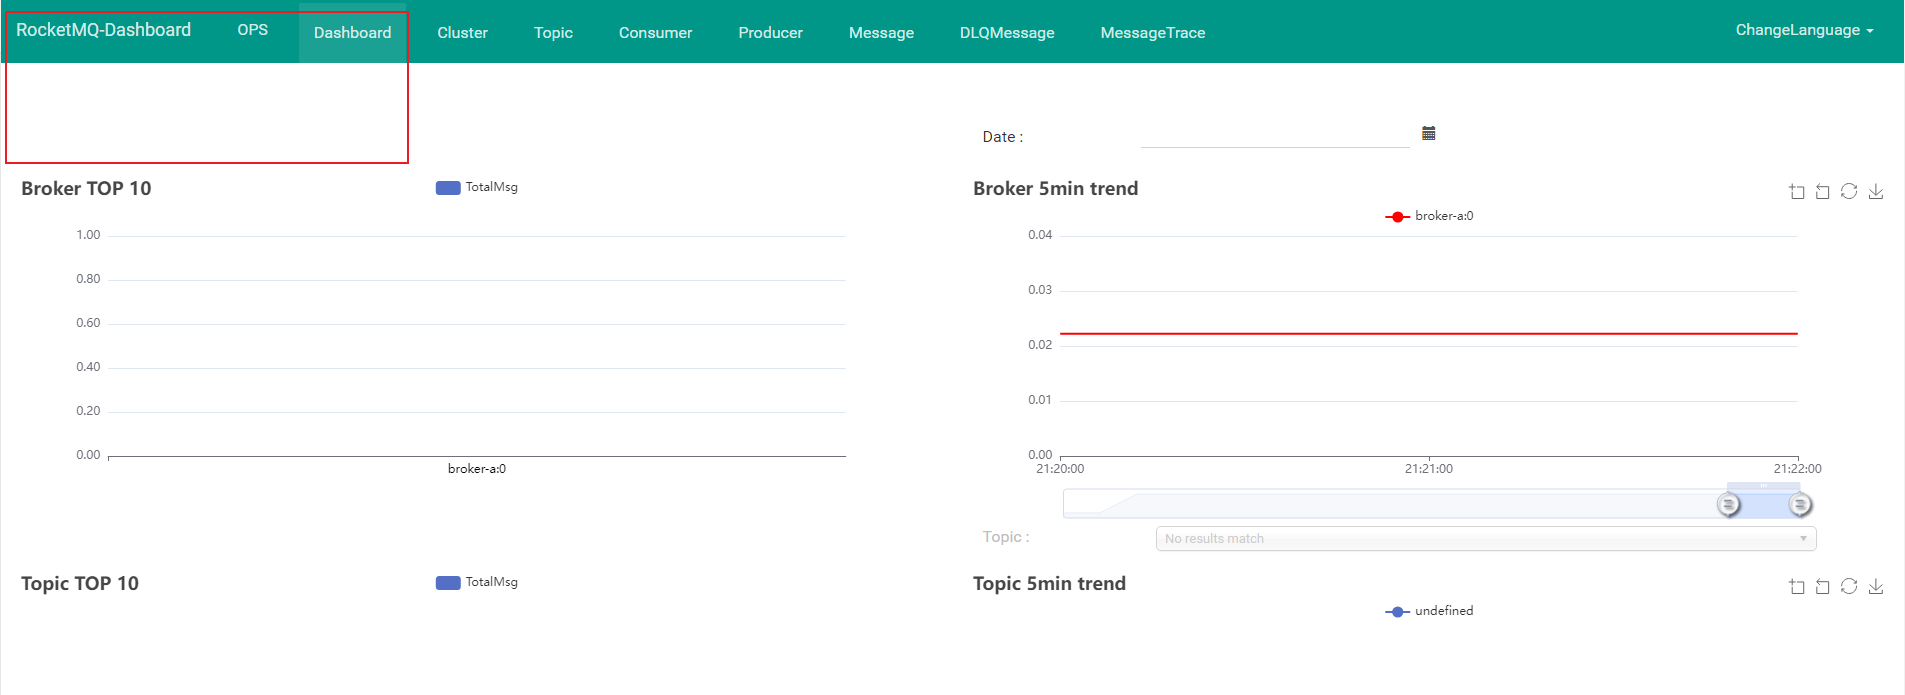 RocketMQ-Dashboard OPS Dashboard Cluster Topic Consumer Producer Message DLQMessage MessageTrace ChangeLanguage
Date :
Broker TOP 10
TotalMsg
1.00
0.80
0.60
0.40
0.20
0.00
broker-a:0
Broker 5min trend
broker-a:0
0.04
0.03
0.02
0.01
0.00
21:20:00 21:21:00 21:22:00
Topic :
No results match
Topic TOP 10
TotalMsg
Topic 5min trend
undefined